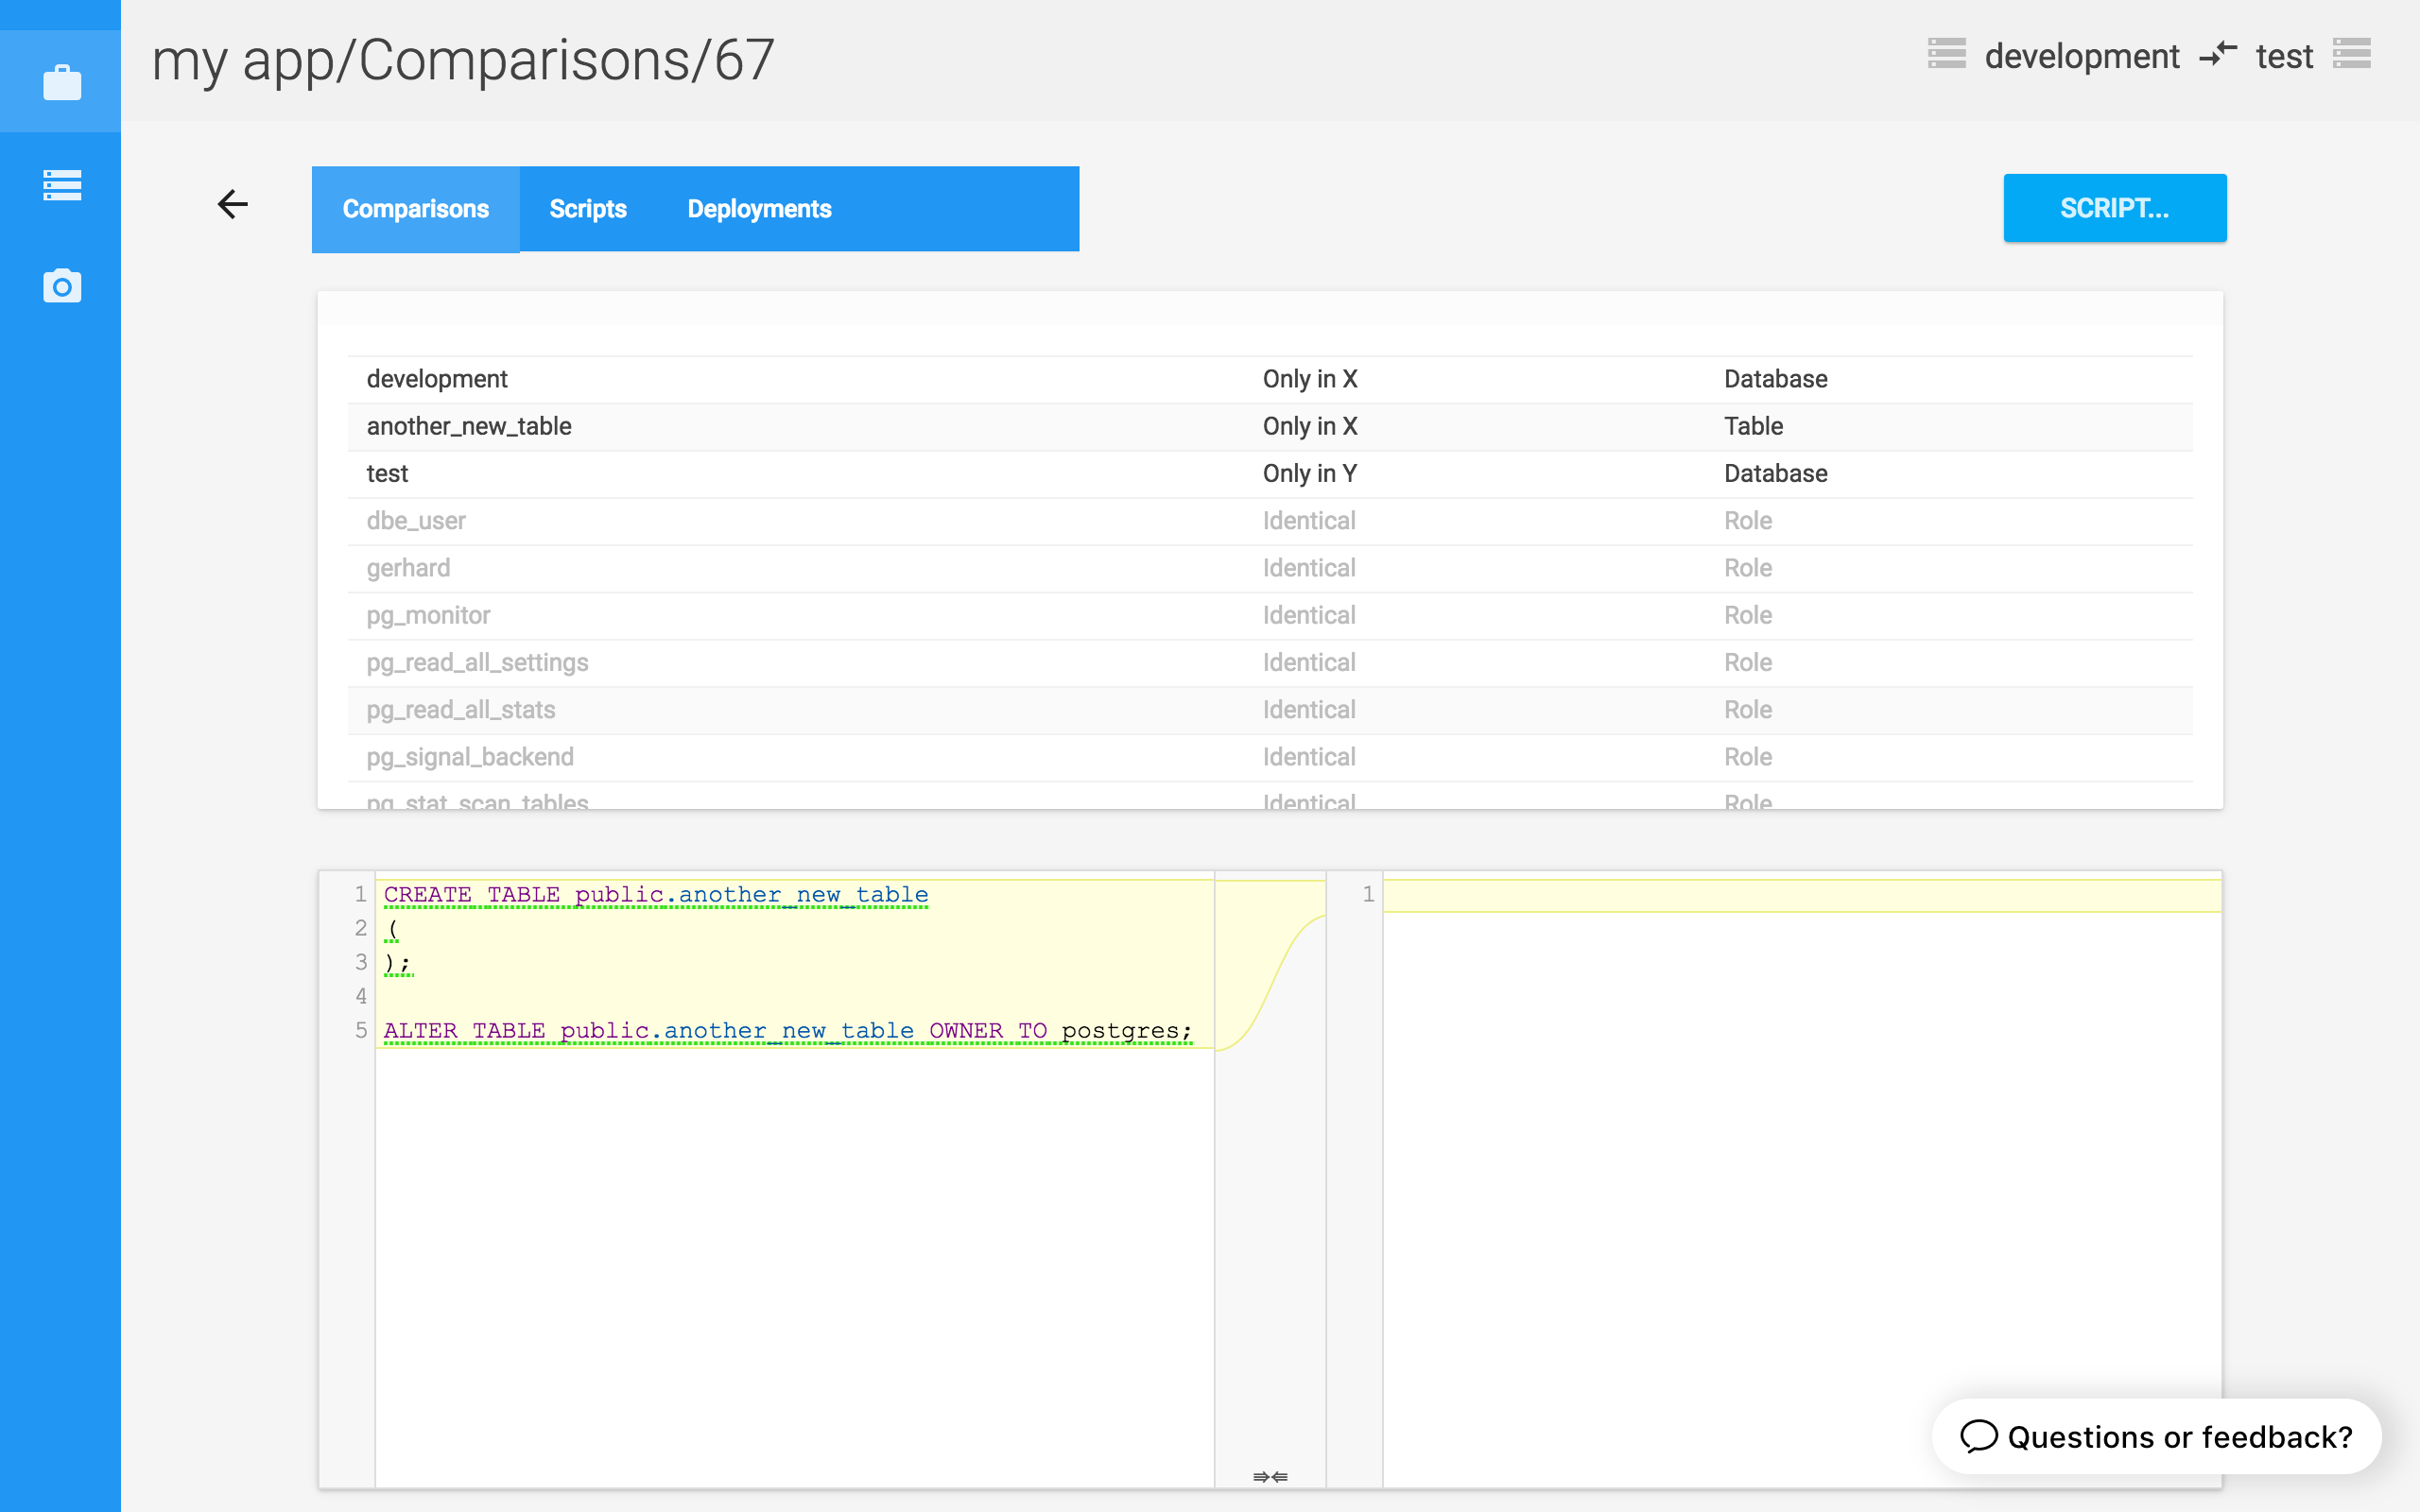 my app/Comparisons/67
development test
Comparisons Scripts Deployments
SCRIPT...
development Only in X Database
another_new_table Only in X Table
test Only in Y Database
dbe_user Identical Role
gerhard Identical Role
pg_monitor Identical Role
pg_read_all_settings Identical Role
pg_read_all_stats Identical Role
pg_signal_backend Identical Role
pg_stat_scan_tables Identical Role
1 CREATE TABLE public.another_new_table
2 (
3 );
4
5 ALTER TABLE public.another_new_table OWNER TO postgres;
1
Questions or feedback?